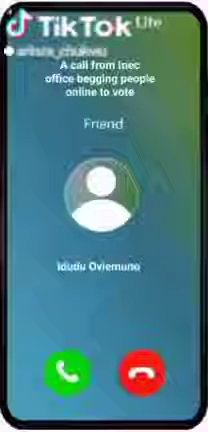 TikTok Lite
A call from Inec
office begging people
online to vote
Friend
Idudu Oviemuno